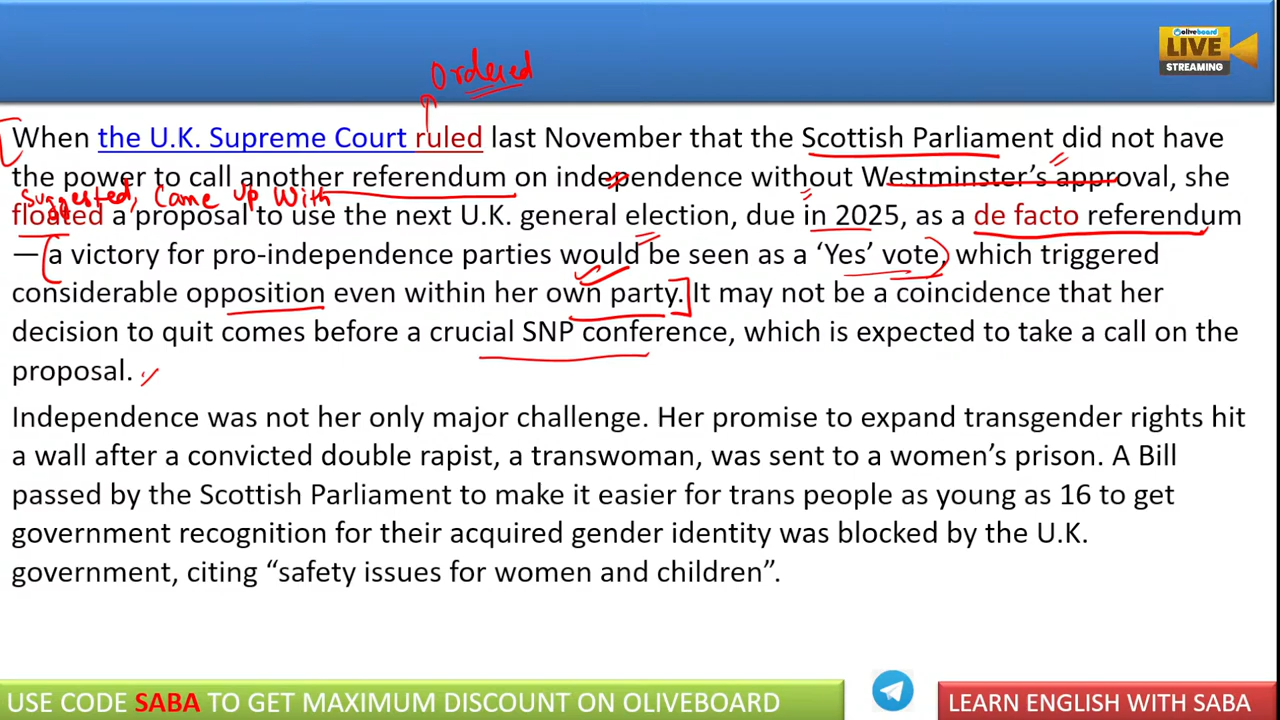 oliveboard
LIVE
STREAMING
Ordered
When the U.K. Supreme Court ruled last November that the Scottish Parliament did not have
the power to call another referendum on independence without Westminster’s approval, she
Suggested, Came up With
floated a proposal to use the next U.K. general election, due in 2025, as a de facto referendum
— a victory for pro-independence parties would be seen as a ‘Yes’ vote, which triggered
considerable opposition even within her own party. It may not be a coincidence that her
decision to quit comes before a crucial SNP conference, which is expected to take a call on the
proposal.
Independence was not her only major challenge. Her promise to expand transgender rights hit
a wall after a convicted double rapist, a transwoman, was sent to a women’s prison. A Bill
passed by the Scottish Parliament to make it easier for trans people as young as 16 to get
government recognition for their acquired gender identity was blocked by the U.K.
government, citing “safety issues for women and children”.
USE CODE SABA TO GET MAXIMUM DISCOUNT ON OLIVEBOARD
LEARN ENGLISH WITH SABA